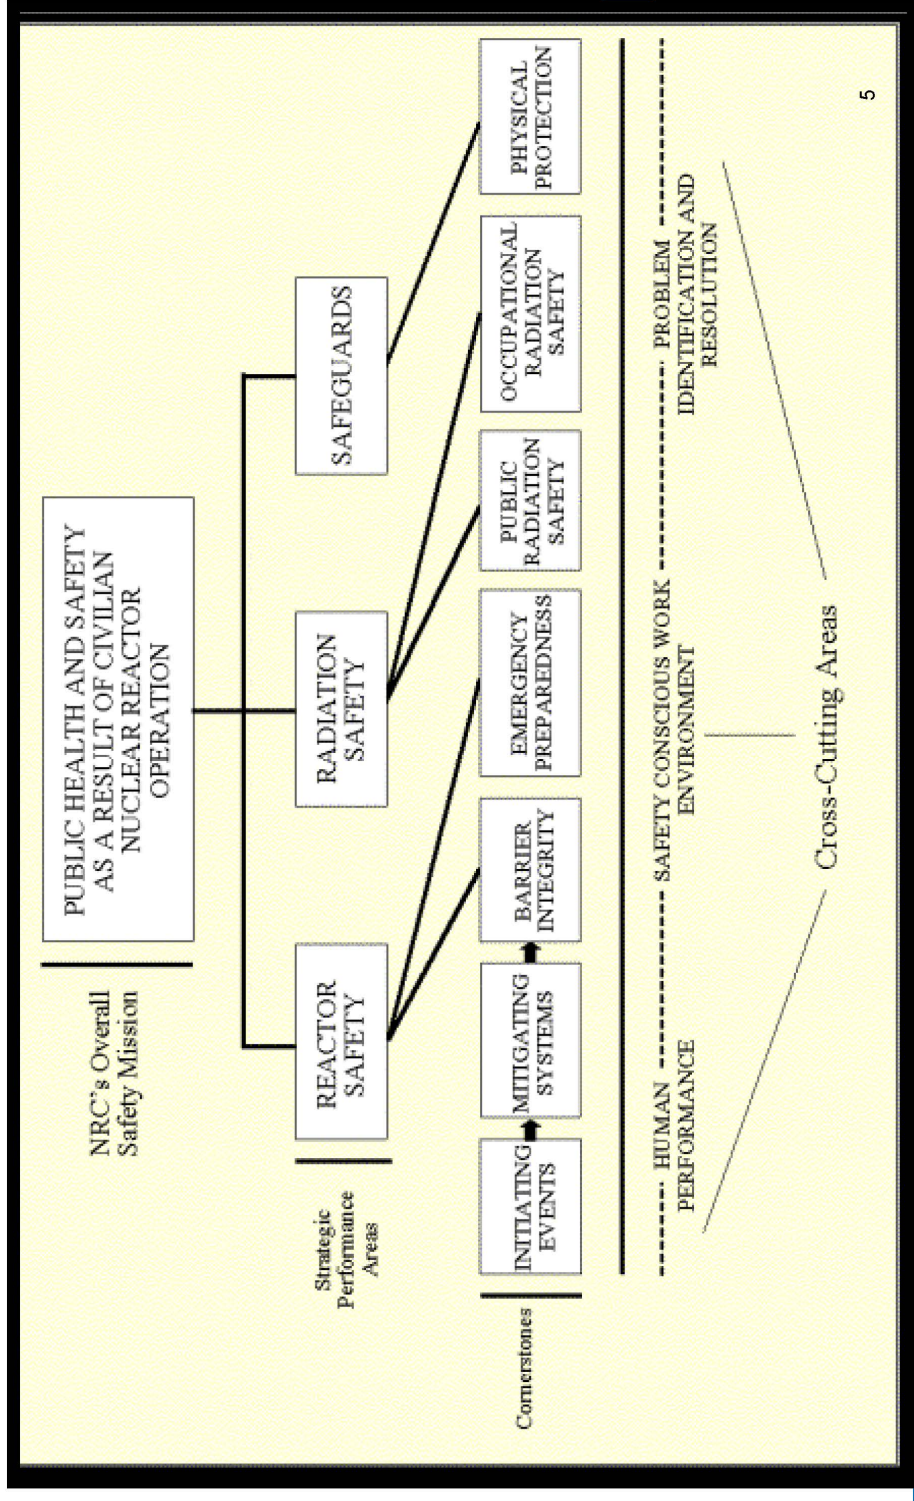 NRC's Overall
Safety Mission
PUBLIC HEALTH AND SAFETY
AS A RESULT OF CIVILIAN
NUCLEAR REACTOR
OPERATION
Strategic
Performance
Areas
REACTOR
SAFETY
RADIATION
SAFETY
SAFEGUARDS
Cornerstones
INITIATING
EVENTS
MITIGATING
SYSTEMS
BARRIER
INTEGRITY
EMERGENCY
PREPAREDNESS
PUBLIC
RADIATION
SAFETY
OCCUPATIONAL
RADIATION
SAFETY
PHYSICAL
PROTECTION
HUMAN
PERFORMANCE
SAFETY CONSCIOUS WORK
ENVIRONMENT
PROBLEM
IDENTIFICATION AND
RESOLUTION
Cross-Cutting Areas
5